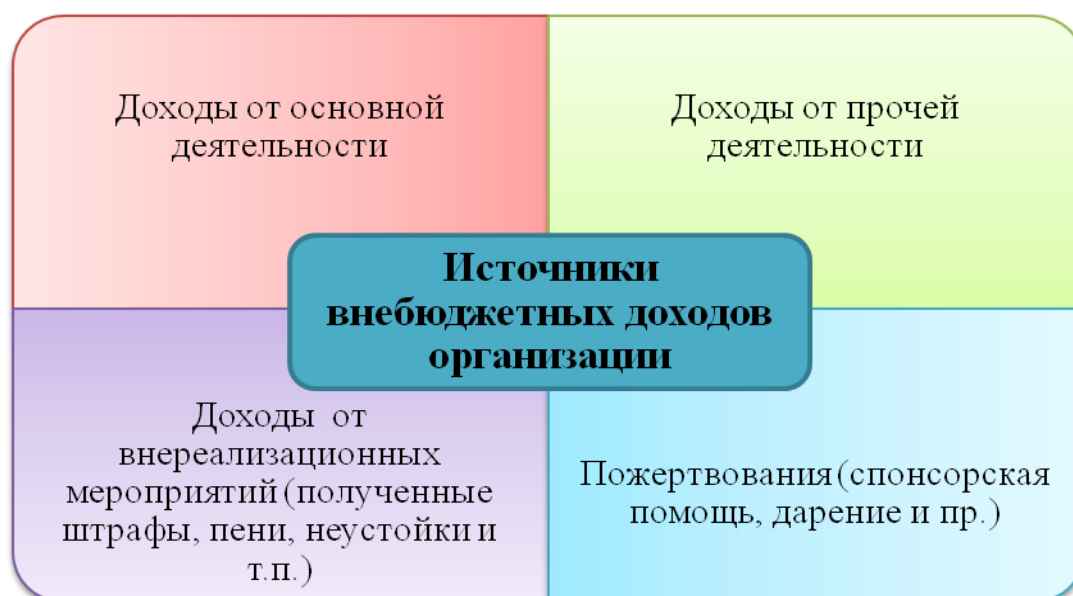 Доходы от основной
деятельности
Доходы от прочей
деятельности
Источники
внебюджетных доходов
организации
Доходы от
внереализационных
мероприятий (полученные
штрафы, пени, неустойки и
т.п.)
Пожертвования (спонсорская
помощь, дарение и пр.)